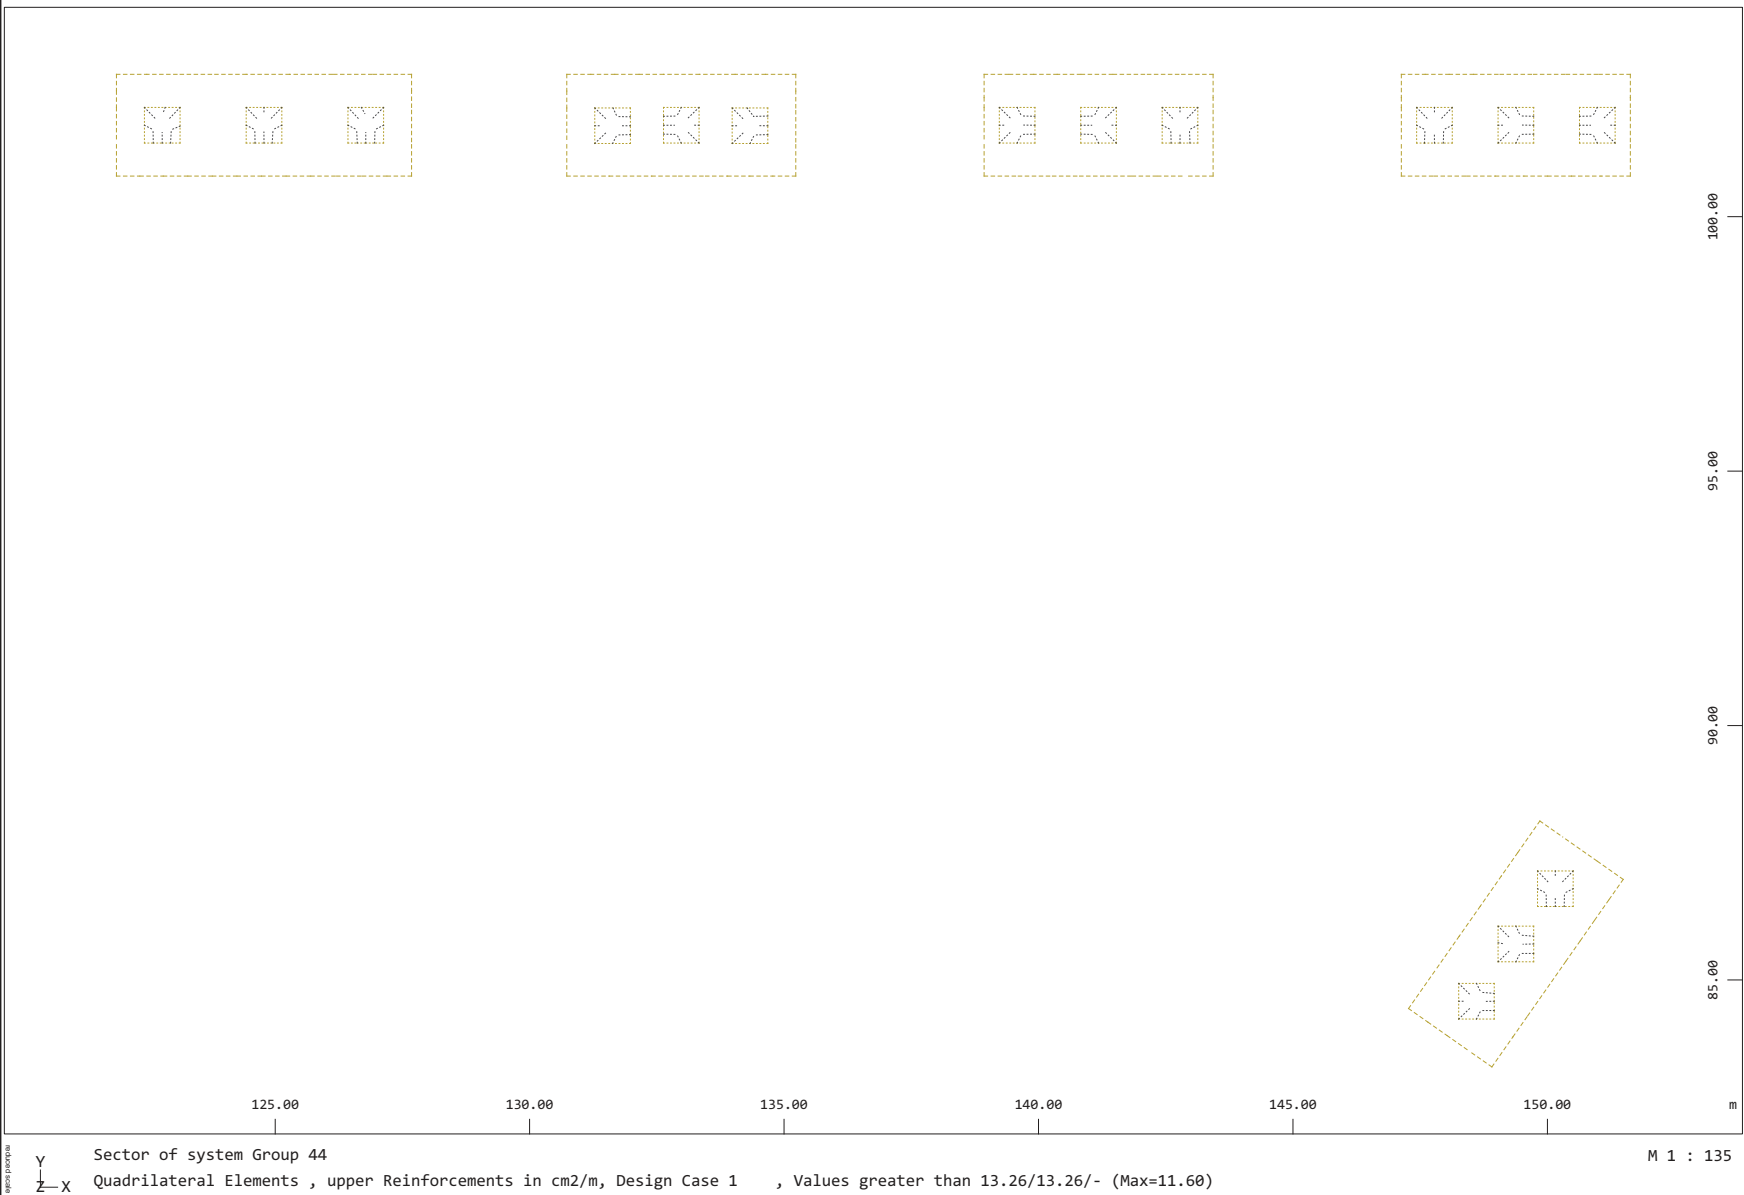 100.00
95.00
90.00
85.00
125.00 130.00 135.00 140.00 145.00 150.00 m
Y
Z X
Sector of system Group 44
M 1 : 135
Quadrilateral Elements , upper Reinforcements in cm2/m, Design Case 1 , Values greater than 13.26/13.26/- (Max=11.60)